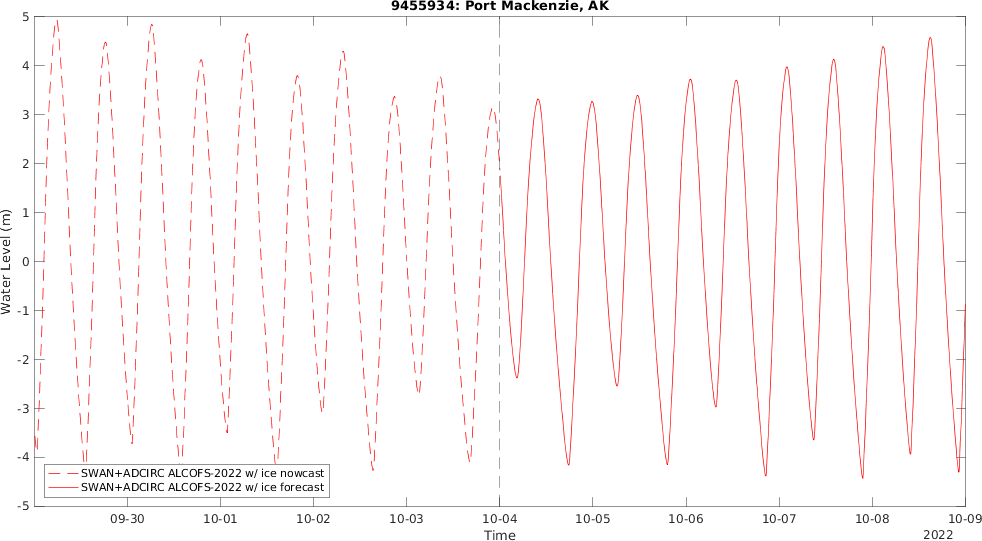 9455934: Port Mackenzie, AK
5
4
3
2
1
0
-1
-2
-3
-4
-5
Water Level (m)
SWAN+ADCIRC ALCOFS-2022 w/ ice nowcast
SWAN+ADCIRC ALCOFS-2022 w/ ice forecast
09-30 10-01 10-02 10-03 10-04 10-05 10-06 10-07 10-08 10-09
Time
2022